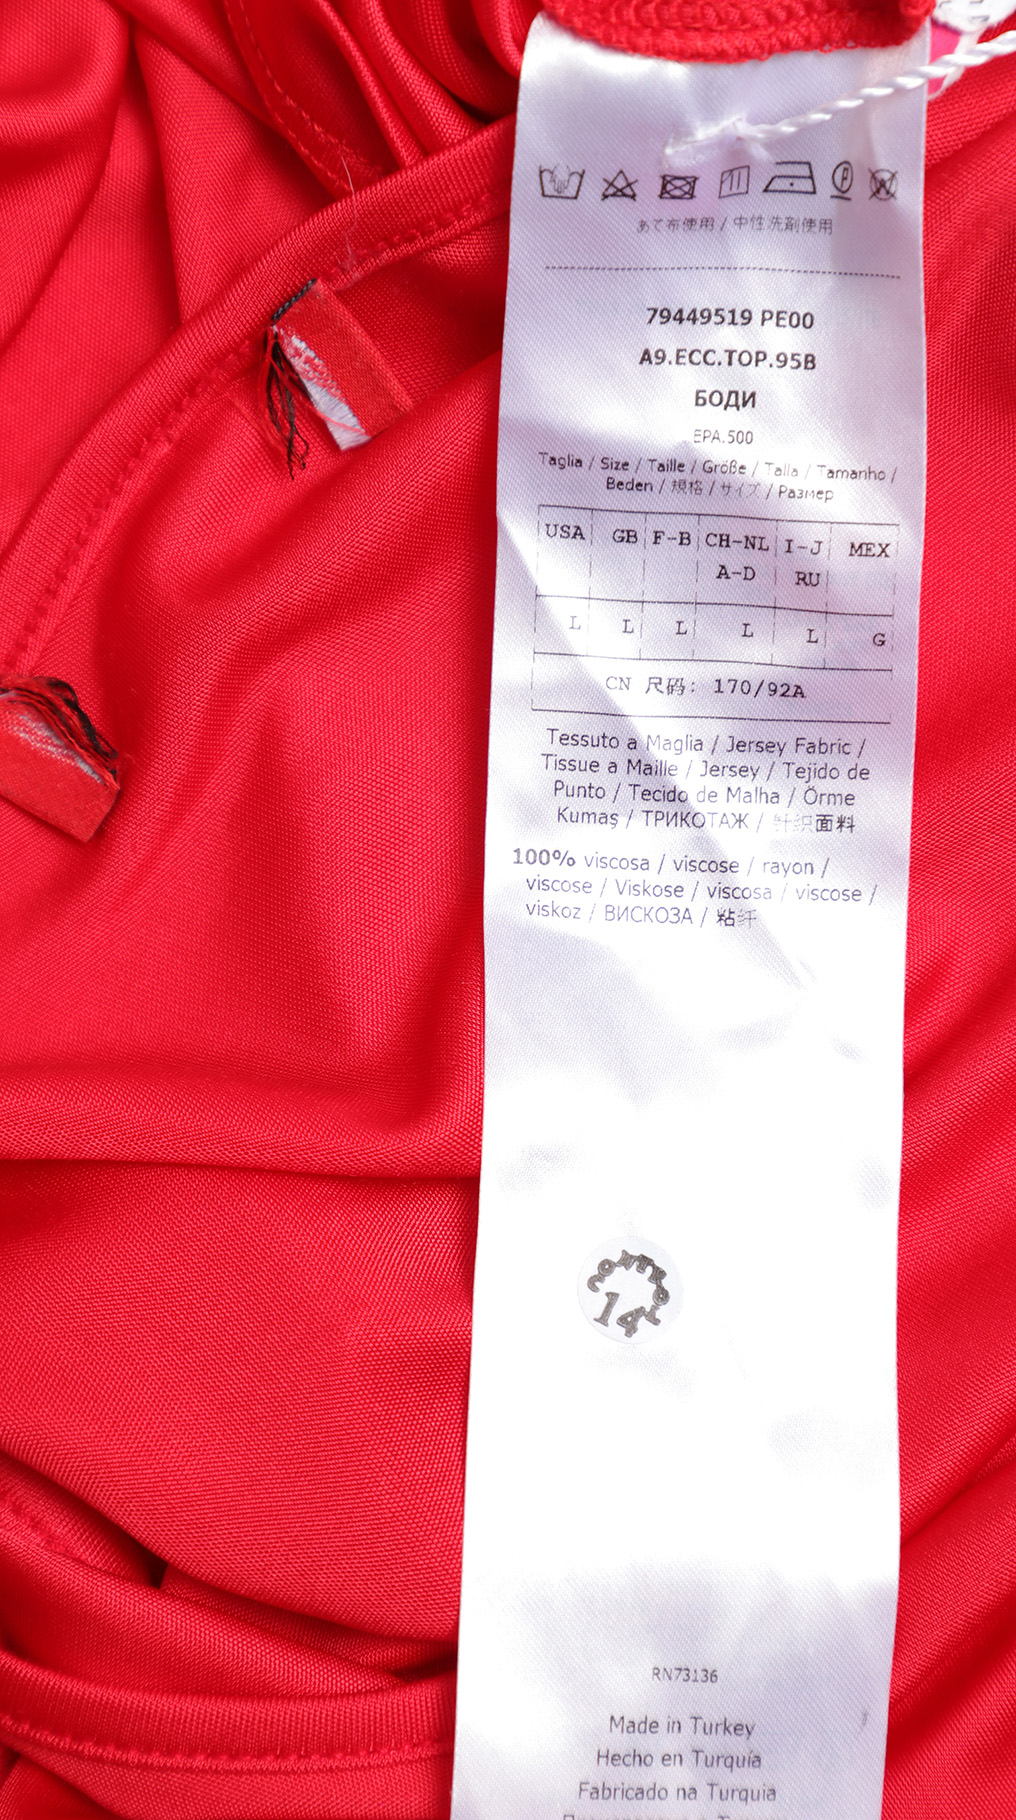 あて布使用 / 中性洗剤使用
79449519 PE00
A9.ECC.TOP.95B
БОДИ
EPA.500
Taglia / Size / Taille / Größe / Talla / Tamanho /
Beden / 規格 / サイズ / Размер
USA GB F-B CH-NL I-J MEX
A-D RU
L L L L L G
CN 尺码: 170/92A
Tessuto a Maglia / Jersey Fabric /
Tissue a Maille / Jersey / Tejido de
Punto / Tecido de Malha / Örme
Kumaş / ТРИКОТАЖ / 针织面料
100% viscosa / viscose / rayon /
viscose / Viskose / viscosa / viscose /
viskoz / ВИСКОЗА / 粘纤
CONTROL
14
RN73136
Made in Turkey
Hecho en Turquía
Fabricado na Turquia